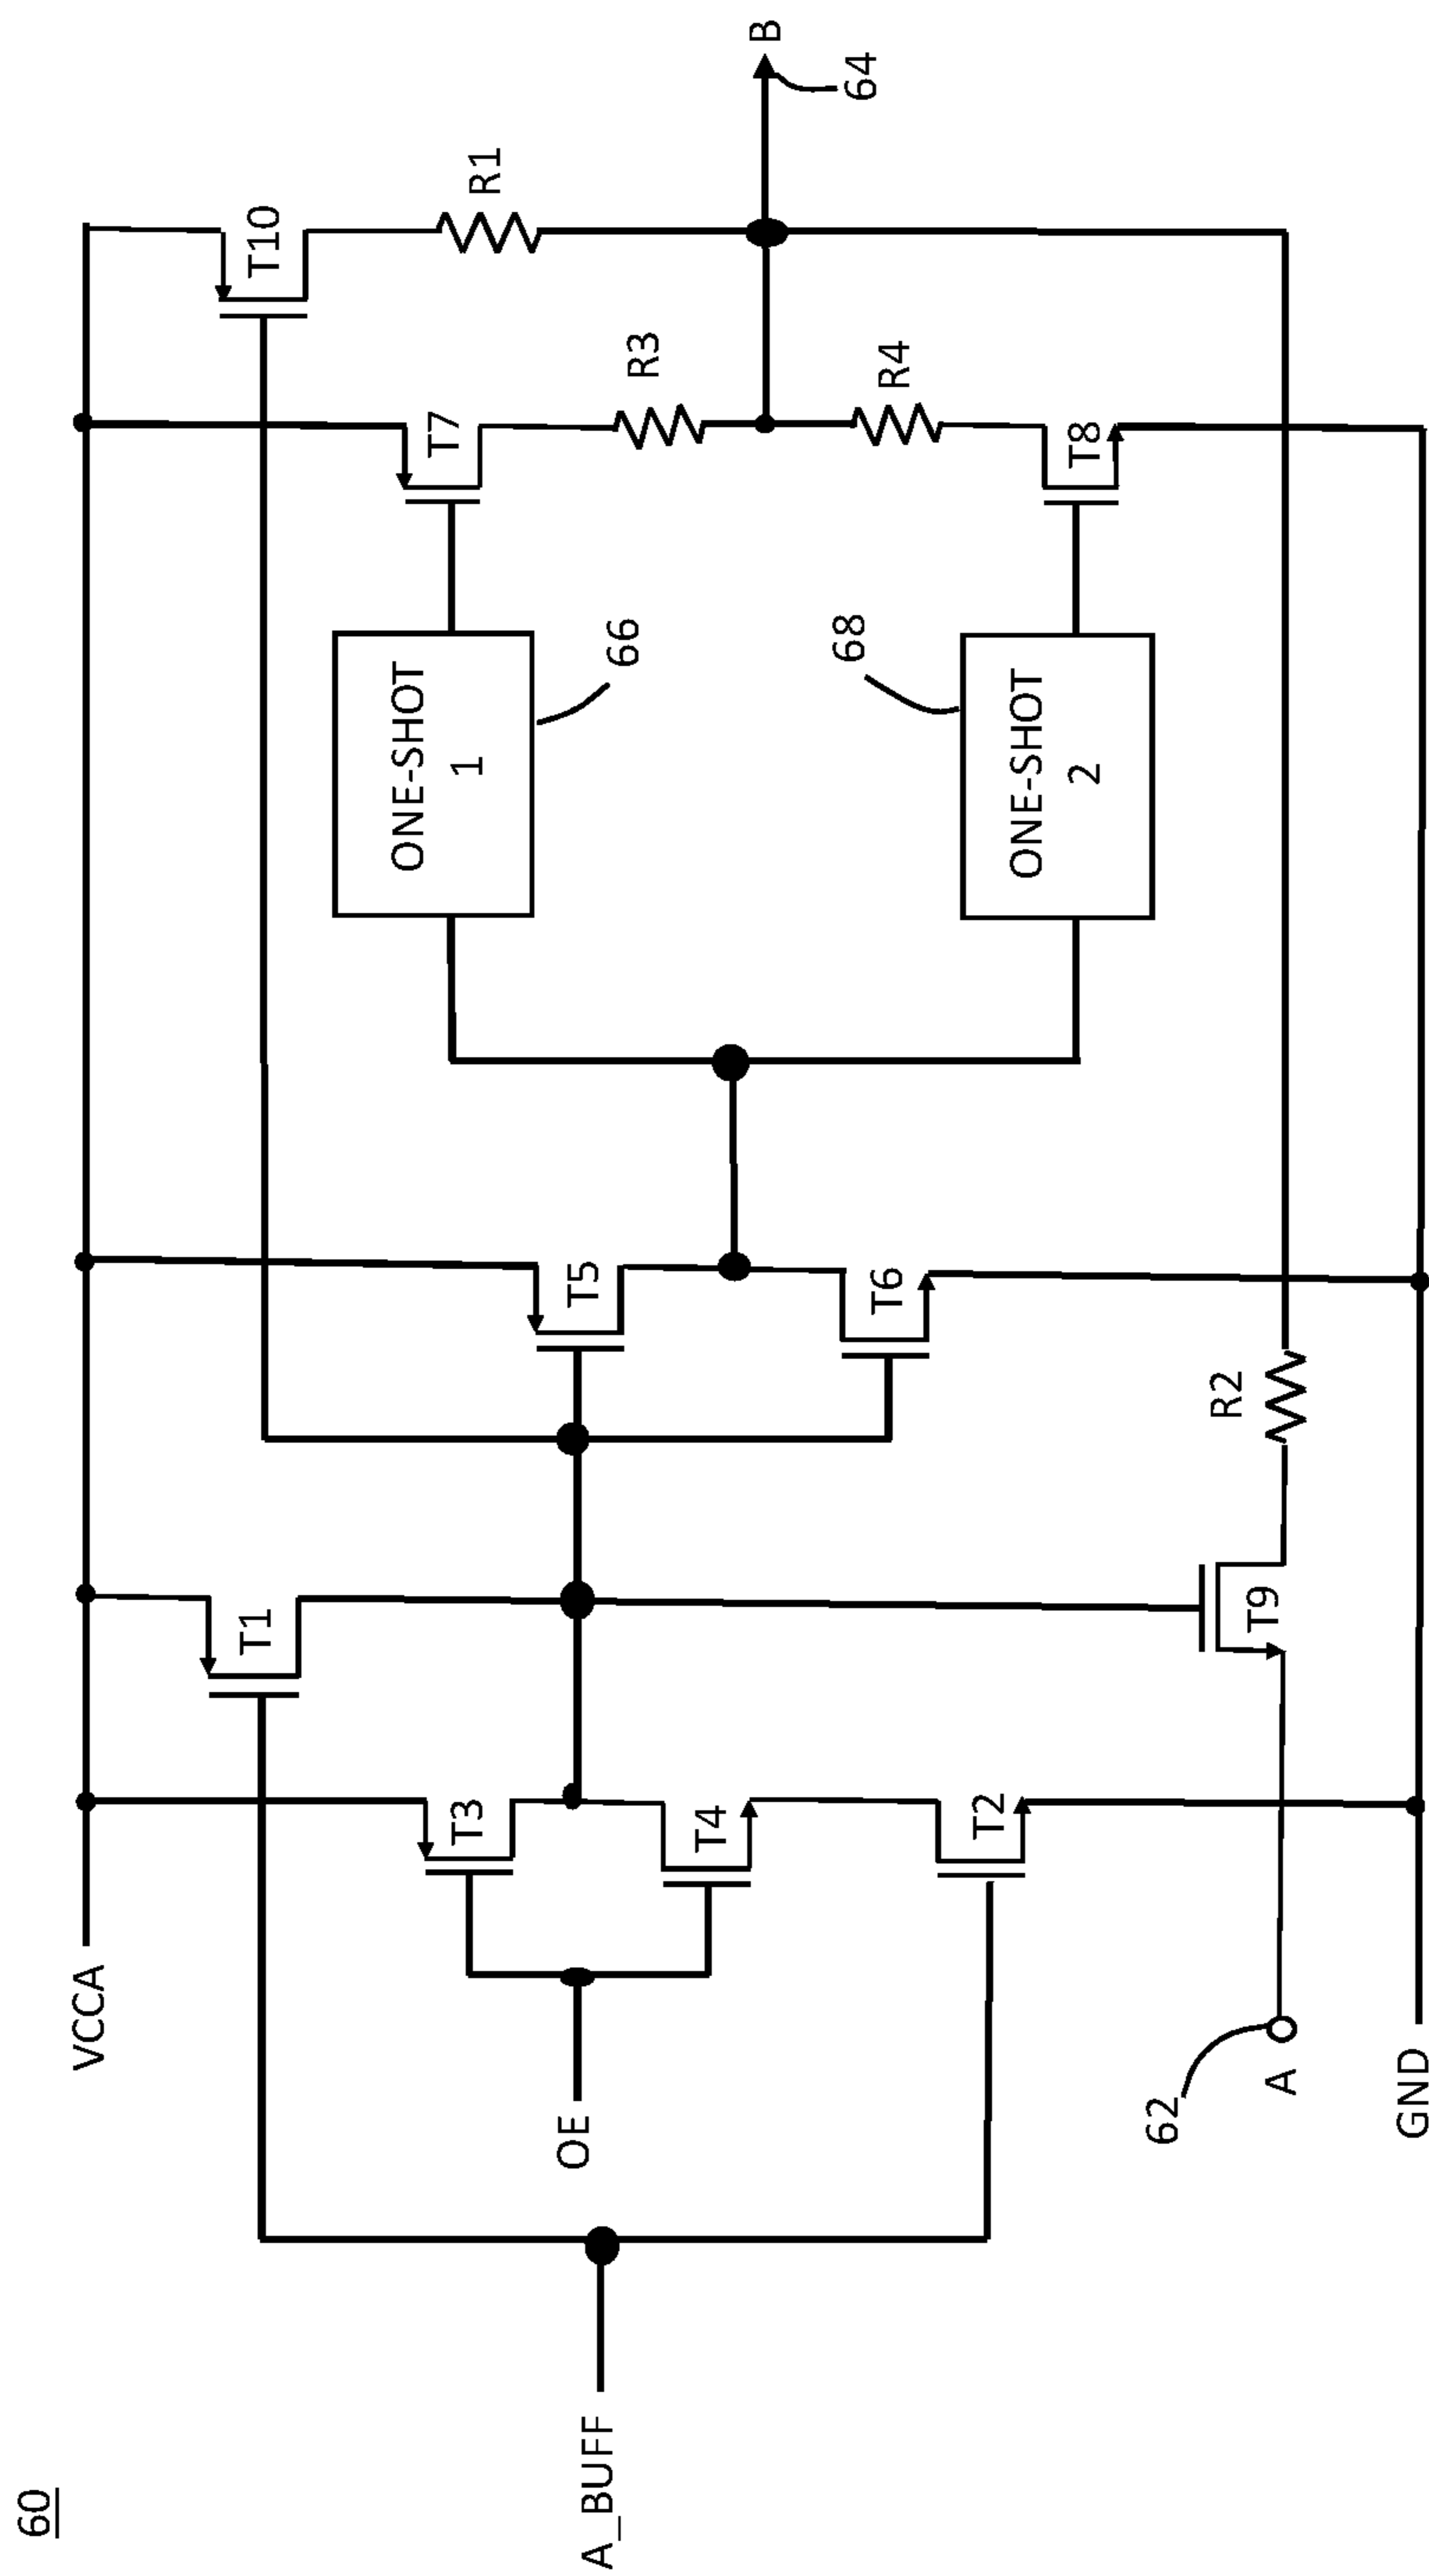 60
VCCA
T10
R1
T7
R3
B
64
ONE-SHOT
1
66
T1
T5
T3
OE
T4
T6
A_BUFF
R4
T8
68
ONE-SHOT
2
T2
R2
T9
62
A
GND